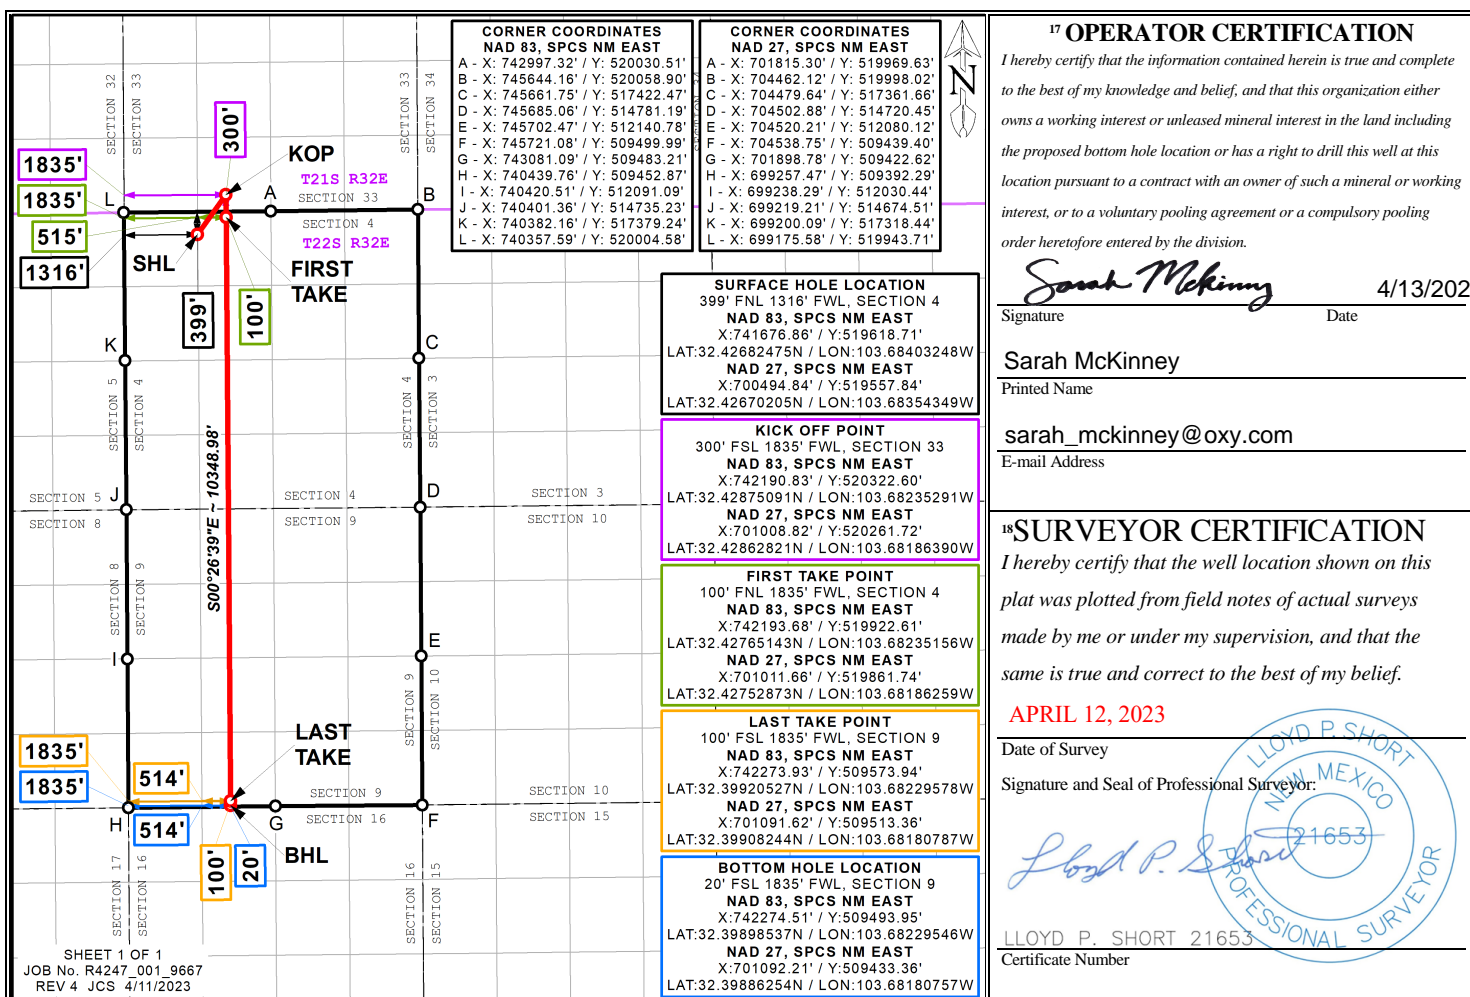 SECTION 32
SECTION 33
SECTION 33
SECTION 34
300'
1835'
KOP
T21S R32E
L
1835'
A
SECTION 33
B
SECTION 4
515'
T22S R32E
1316'
SHL
FIRST
TAKE
399'
100'
K
C
SECTION 5
SECTION 4
SECTION 4
SECTION 3
S00°26'39"E ~ 10348.98'
SECTION 5
J
SECTION 4
D
SECTION 3
SECTION 8
SECTION 9
SECTION 10
SECTION 8
SECTION 9
I
E
SECTION 9
SECTION 10
LAST
TAKE
1835'
514'
1835'
SECTION 9
SECTION 10
H
514'
G
SECTION 16
F
SECTION 15
100'
20'
BHL
SECTION 17
SECTION 16
SECTION 16
SECTION 15
SHEET 1 OF 1
JOB No. R4247_001_9667
REV 4 JCS 4/11/2023
CORNER COORDINATES
NAD 83, SPCS NM EAST
A - X: 742997.32' / Y: 520030.51'
B - X: 745644.16' / Y: 520058.90'
C - X: 745661.75' / Y: 517422.47'
D - X: 745685.06' / Y: 514781.19'
E - X: 745702.47' / Y: 512140.78'
F - X: 745721.08' / Y: 509499.99'
G - X: 743081.09' / Y: 509483.21'
H - X: 740439.76' / Y: 509452.87'
I - X: 740420.51' / Y: 512091.09'
J - X: 740401.36' / Y: 514735.23'
K - X: 740382.16' / Y: 517379.24'
L - X: 740357.59' / Y: 520004.58'
CORNER COORDINATES
NAD 27, SPCS NM EAST
A - X: 701815.30' / Y: 519969.63'
B - X: 704462.12' / Y: 519998.02'
C - X: 704479.64' / Y: 517361.66'
D - X: 704502.88' / Y: 514720.45'
E - X: 704520.21' / Y: 512080.12'
F - X: 704538.75' / Y: 509439.40'
G - X: 701898.78' / Y: 509422.62'
H - X: 699257.47' / Y: 509392.29'
I - X: 699238.29' / Y: 512030.44'
J - X: 699219.21' / Y: 514674.51'
K - X: 699200.09' / Y: 517318.44'
L - X: 699175.58' / Y: 519943.71'
N
SURFACE HOLE LOCATION
399' FNL 1316' FWL, SECTION 4
NAD 83, SPCS NM EAST
X:741676.86' / Y:519618.71'
LAT:32.42682475N / LON:103.68403248W
NAD 27, SPCS NM EAST
X:700494.84' / Y:519557.84'
LAT:32.42670205N / LON:103.68354349W
KICK OFF POINT
300' FSL 1835' FWL, SECTION 33
NAD 83, SPCS NM EAST
X:742190.83' / Y:520322.60'
LAT:32.42875091N / LON:103.68235291W
NAD 27, SPCS NM EAST
X:701008.82' / Y:520261.72'
LAT:32.42862821N / LON:103.68186390W
FIRST TAKE POINT
100' FNL 1835' FWL, SECTION 4
NAD 83, SPCS NM EAST
X:742193.68' / Y:519922.61'
LAT:32.42765143N / LON:103.68235156W
NAD 27, SPCS NM EAST
X:701011.66' / Y:519861.74'
LAT:32.42752873N / LON:103.68186259W
LAST TAKE POINT
100' FSL 1835' FWL, SECTION 9
NAD 83, SPCS NM EAST
X:742273.93' / Y:509573.94'
LAT:32.39920527N / LON:103.68229578W
NAD 27, SPCS NM EAST
X:701091.62' / Y:509513.36'
LAT:32.39908244N / LON:103.68180787W
BOTTOM HOLE LOCATION
20' FSL 1835' FWL, SECTION 9
NAD 83, SPCS NM EAST
X:742274.51' / Y:509493.95'
LAT:32.39898537N / LON:103.68229546W
NAD 27, SPCS NM EAST
X:701092.21' / Y:509433.36'
LAT:32.39886254N / LON:103.68180757W
17 OPERATOR CERTIFICATION
I hereby certify that the information contained herein is true and complete
to the best of my knowledge and belief, and that this organization either
owns a working interest or unleased mineral interest in the land including
the proposed bottom hole location or has a right to drill this well at this
location pursuant to a contract with an owner of such a mineral or working
interest, or to a voluntary pooling agreement or a compulsory pooling
order heretofore entered by the division.
Sarah McKinney 4/13/202
Signature Date
Sarah McKinney
Printed Name
sarah_mckinney@oxy.com
E-mail Address
18SURVEYOR CERTIFICATION
I hereby certify that the well location shown on this
plat was plotted from field notes of actual surveys
made by me or under my supervision, and that the
same is true and correct to the best of my belief.
APRIL 12, 2023
Date of Survey
Signature and Seal of Professional Surveyor:
LLOYD P. SHORT
NEW MEXICO
21653
PROFESSIONAL SURVEYOR
Lloyd P. Short
LLOYD P. SHORT 21653
Certificate Number